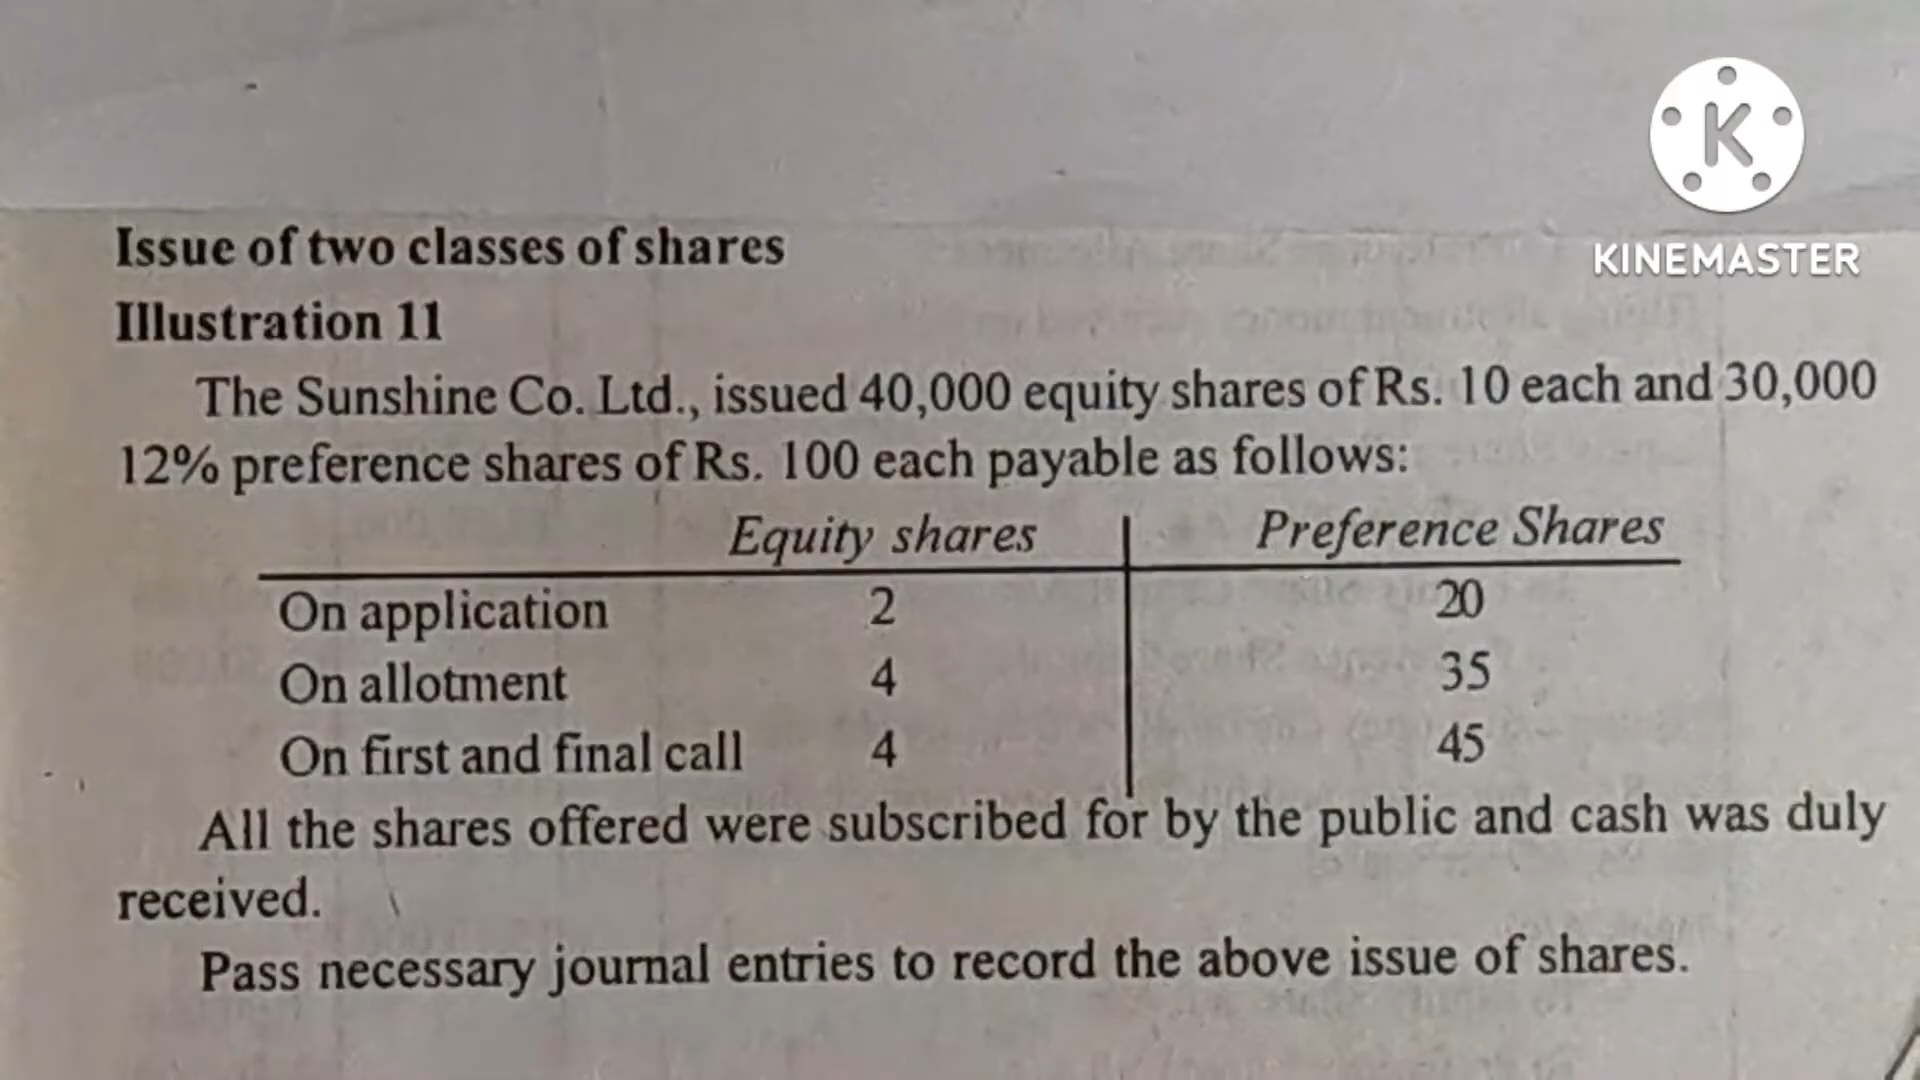 K
KINEMASTER
Issue of two classes of shares
Illustration 11
The Sunshine Co. Ltd., issued 40,000 equity shares of Rs. 10 each and 30,000
12% preference shares of Rs. 100 each payable as follows:
Equity shares Preference Shares
On application 2 20
On allotment 4 35
On first and final call 4 45
All the shares offered were subscribed for by the public and cash was duly
received.
Pass necessary journal entries to record the above issue of shares.